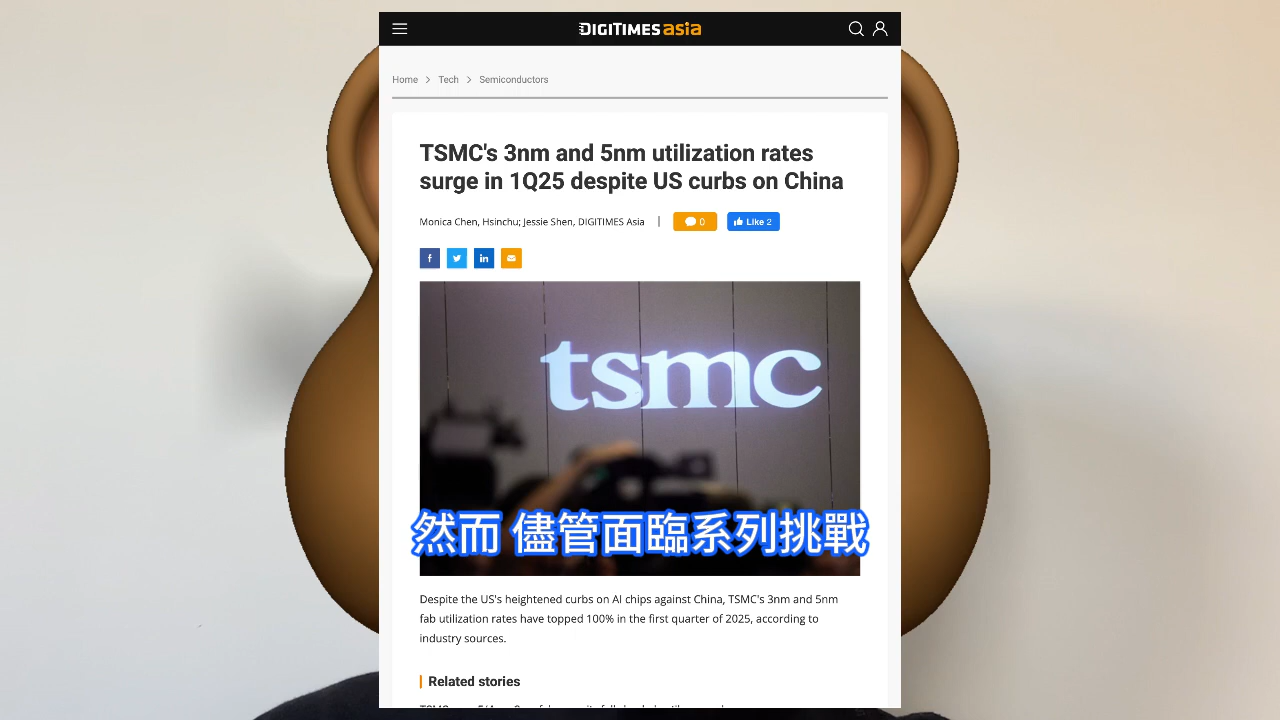 DIGITIMES asia
Home > Tech > Semiconductors
TSMC's 3nm and 5nm utilization rates
surge in 1Q25 despite US curbs on China
Monica Chen, Hsinchu; Jessie Shen, DIGITIMES Asia | 0 Like 2
tsmc
然而 儘管面臨系列挑戰
Despite the US's heightened curbs on AI chips against China, TSMC's 3nm and 5nm
fab utilization rates have topped 100% in the first quarter of 2025, according to
industry sources.
Related stories